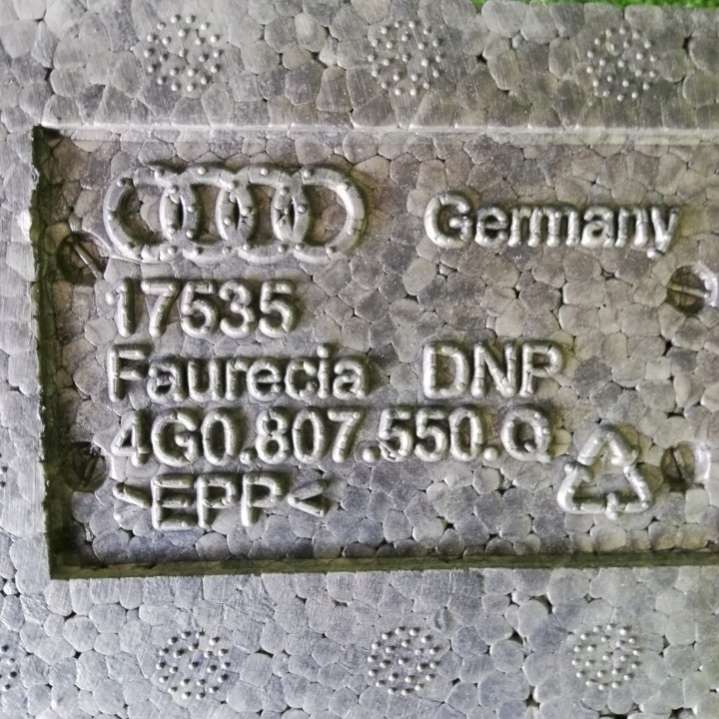 Germany
17535
Faurecia DNP
4G0.807.550.Q
>EPP<